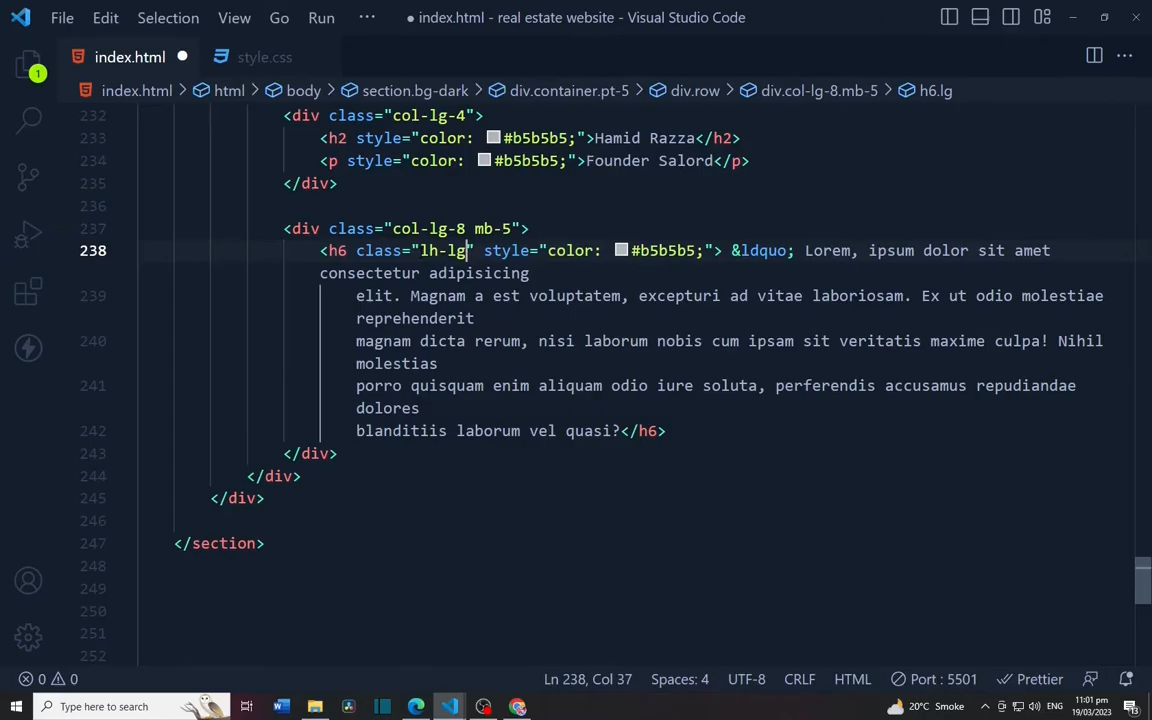 File Edit Selection View Go Run ··· ● index.html - real estate website - Visual Studio Code
index.html ● style.css ···
1
index.html > html > body > section.bg-dark > div.container.pt-5 > div.row > div.col-lg-8.mb-5 > h6.lg
232 <div class="col-lg-4">
233 <h2 style="color: #b5b5b5;">Hamid Razza</h2>
234 <p style="color: #b5b5b5;">Founder Salord</p>
235 </div>
236
237 <div class="col-lg-8 mb-5">
238 <h6 class="lh-lg" style="color: #b5b5b5;"> &ldquo; Lorem, ipsum dolor sit amet
consectetur adipisicing
239 elit. Magnam a est voluptatem, excepturi ad vitae laboriosam. Ex ut odio molestiae
reprehenderit
240 magnam dicta rerum, nisi laborum nobis cum ipsam sit veritatis maxime culpa! Nihil
molestias
241 porro quisquam enim aliquam odio iure soluta, perferendis accusamus repudiandae
dolores
242 blanditiis laborum vel quasi?</h6>
243 </div>
244 </div>
245 </div>
246
247 </section>
248
249
250
251
252
0 0 Ln 238, Col 37 Spaces: 4 UTF-8 CRLF HTML Port : 5501 Prettier
Type here to search 20°C Smoke 11:01 pm
19/03/2023 13